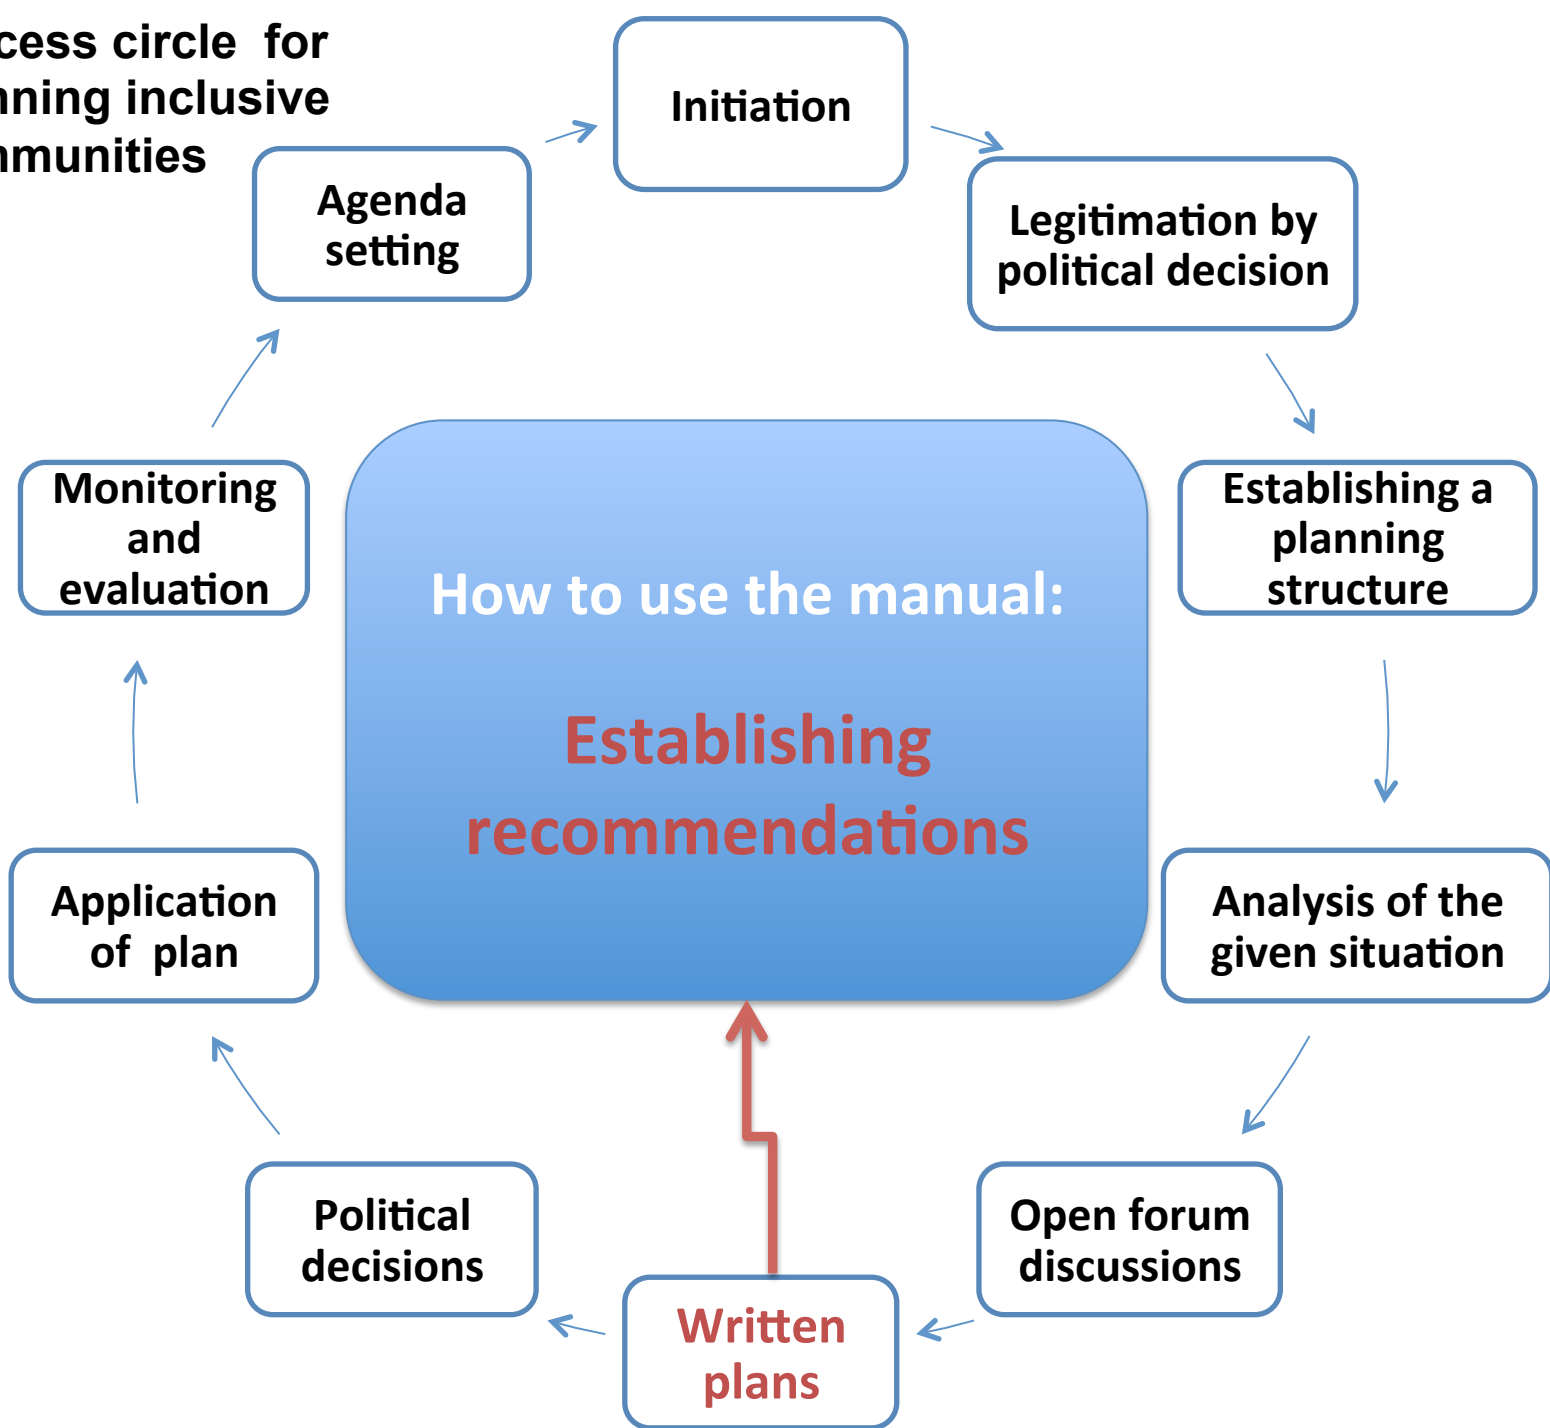 cess circle for
nning inclusive
mmunities
Initiation
Agenda
setting
Legitimation by
political decision
Monitoring
and
evaluation
Establishing a
planning
structure
How to use the manual:
Establishing
recommendations
Application
of plan
Analysis of the
given situation
Political
decisions
Open forum
discussions
Written
plans